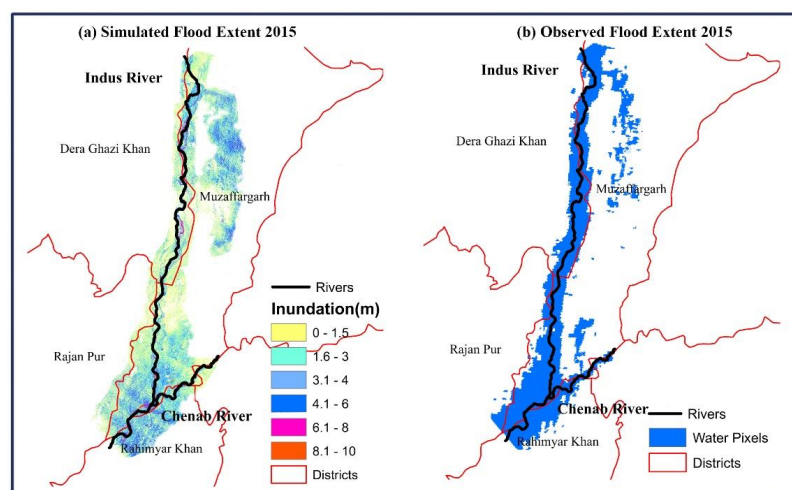 (a) Simulated Flood Extent 2015
Indus River
Dera Ghazi Khan
Muzaffargarh
Rivers
Inundation(m)
0 - 1.5
1.6 - 3
3.1 - 4
4.1 - 6
6.1 - 8
8.1 - 10
Districts
Rajan Pur
Chenab River
Rahimyar Khan
(b) Observed Flood Extent 2015
Indus River
Dera Ghazi Khan
Muzaffargarh
Rajan Pur
Chenab River
Rahimyar Khan
Rivers
Water Pixels
Districts